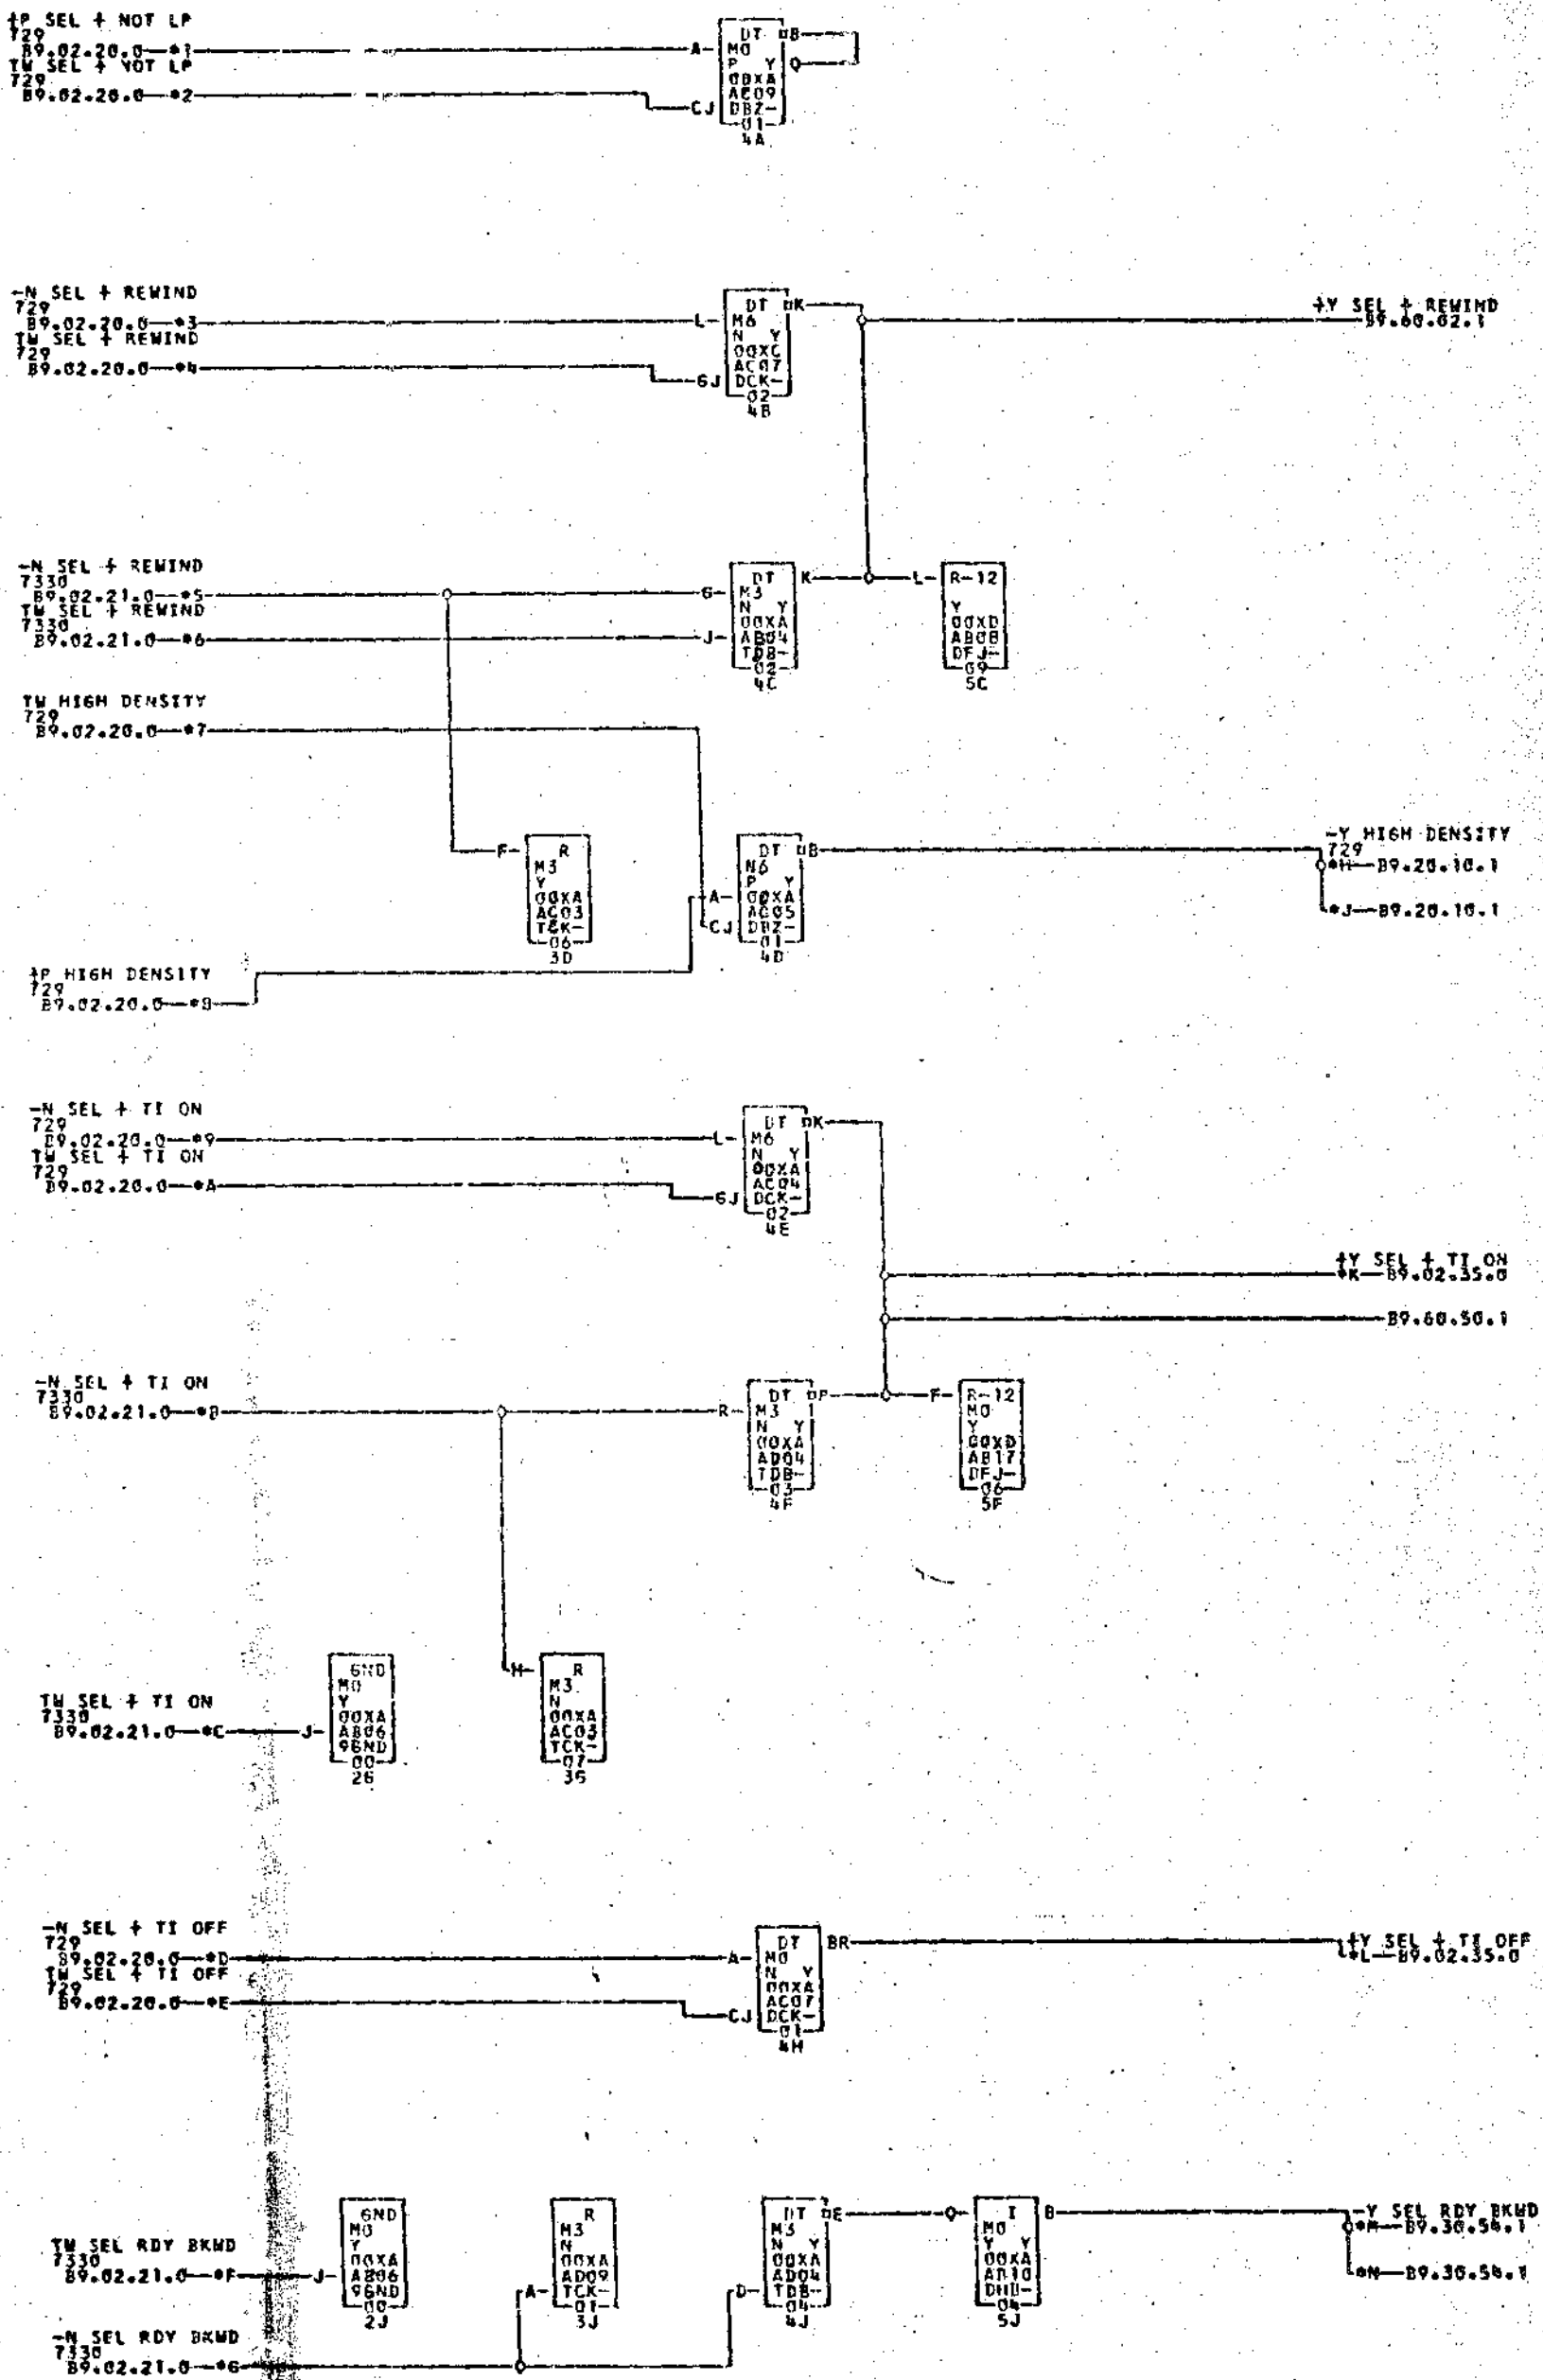 +P SEL + NOT LP
729
B9.02.20.0—*1
TW SEL + NOT LP
729
B9.02.20.0—*2
A
CJ
DT B
M0
P Y Q
00XA
AC09
DBZ-
01
4A
-N SEL + REWIND
729
B9.02.20.0—*3
TW SEL + REWIND
729
B9.02.20.0—*4
L
GJ
DT K
M6
N Y
00XC
AC07
DCK-
02
4B
+Y SEL + REWIND
B9.60.02.1
-N SEL + REWIND
7330
B9.02.21.0—*5
TW SEL + REWIND
7330
B9.02.21.0—*6
G
J
DT K
M3
N Y
00XA
AB04
TDB-
02
4C
L
R-12
Y
00XD
AB08
DFJ-
09
5C
TW HIGH DENSITY
729
B9.02.20.0—*7
F
R
M3
Y
00XA
AC03
TCK-
06
3D
A
CJ
DT B
N6
P Y
00XA
AC05
DBZ-
01
4D
-Y HIGH DENSITY
729
*H—B9.20.10.1
*J—B9.20.10.1
+P HIGH DENSITY
729
B9.02.20.0—*8
-N SEL + TI ON
729
B9.02.20.0—*9
TW SEL + TI ON
729
B9.02.20.0—*A
L
GJ
DT K
M6
N Y
00XA
AC04
DCK-
02
4E
+Y SEL + TI ON
*K—B9.02.35.0
B9.60.50.1
-N SEL + TI ON
7330
B9.02.21.0—*B
R
DT P
M3
N Y
00XA
AD04
TDB-
03
4F
F
R-12
M0
Y
00XD
AB17
DFJ-
06
5F
TW SEL + TI ON
7330
B9.02.21.0—*C
J
GND
M0
Y
00XA
AB06
9GND
00
2G
H
R
M3
N
00XA
AC03
TCK-
07
3G
-N SEL + TI OFF
729
B9.02.20.0—*D
TW SEL + TI OFF
729
B9.02.20.0—*E
A
CJ
DT BR
M0
N Y
00XA
AC07
DCK-
01
4H
+Y SEL + TI OFF
*L—B9.02.35.0
TW SEL RDY BKWD
7330
B9.02.21.0—*F
J
GND
M0
Y
00XA
AB06
9GND
00
2J
A
R
M3
N
00XA
AD09
TCK-
01
3J
D
DT E
M3
N Y
00XA
AD04
TDB-
04
4J
Q
I B
M0
Y Y
00XA
AD10
DHD-
04
5J
-Y SEL RDY BKWD
*M—B9.30.54.1
*N—B9.30.54.1
-N SEL RDY BKWD
7330
B9.02.21.0—*G